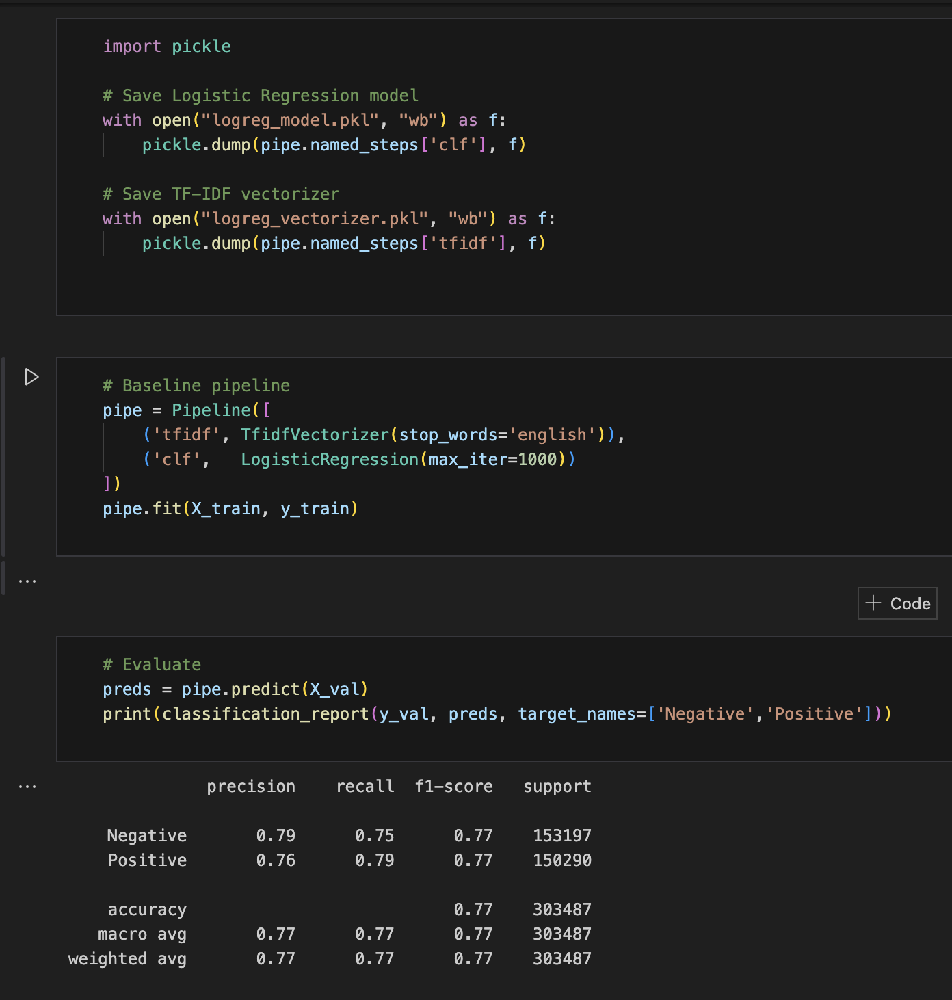 import pickle
# Save Logistic Regression model
with open("logreg_model.pkl", "wb") as f:
    pickle.dump(pipe.named_steps['clf'], f)
# Save TF-IDF vectorizer
with open("logreg_vectorizer.pkl", "wb") as f:
    pickle.dump(pipe.named_steps['tfidf'], f)
# Baseline pipeline
pipe = Pipeline([
    ('tfidf', TfidfVectorizer(stop_words='english')),
    ('clf',   LogisticRegression(max_iter=1000))
])
pipe.fit(X_train, y_train)
...
+ Code
# Evaluate
preds = pipe.predict(X_val)
print(classification_report(y_val, preds, target_names=['Negative','Positive']))
...
precision    recall  f1-score   support
Negative       0.79      0.75      0.77    153197
Positive       0.76      0.79      0.77    150290
accuracy                           0.77    303487
macro avg       0.77      0.77      0.77    303487
weighted avg       0.77      0.77      0.77    303487